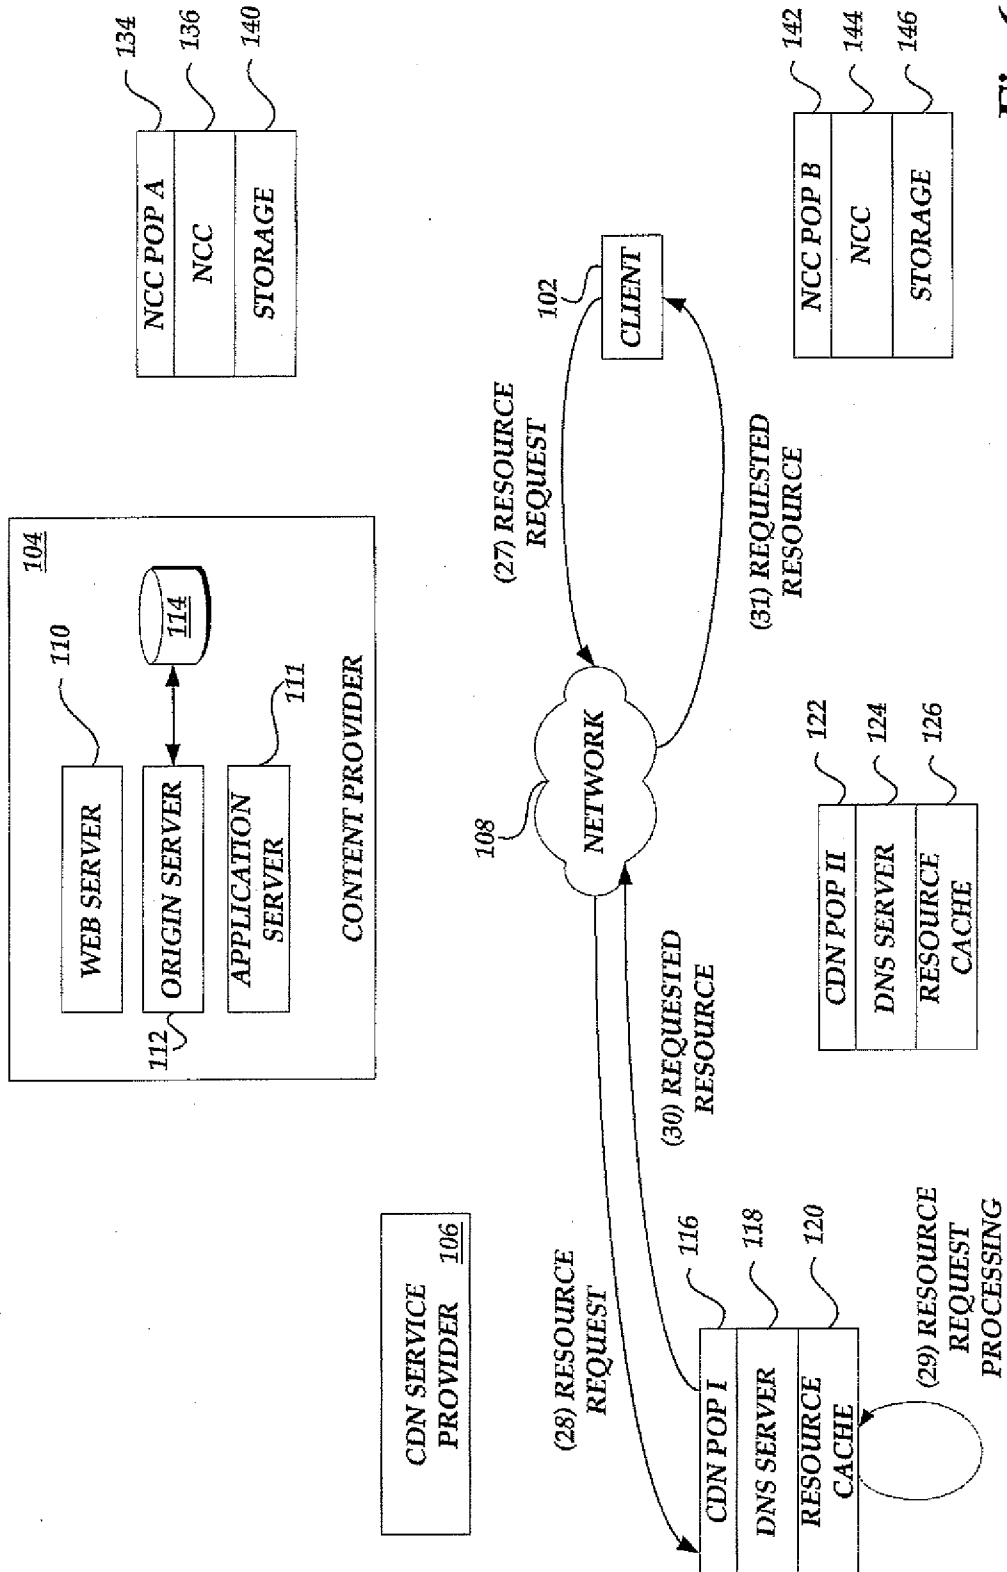 CDN SERVICE
PROVIDER
106
104
WEB SERVER
110
ORIGIN SERVER
112
114
APPLICATION
SERVER
111
CONTENT PROVIDER
NCC POP A
134
NCC
136
STORAGE
140
(28) RESOURCE
REQUEST
(27) RESOURCE
REQUEST
108
NETWORK
102
CLIENT
(30) REQUESTED
RESOURCE
(31) REQUESTED
RESOURCE
CDN POP I
116
DNS SERVER
118
RESOURCE
CACHE
120
(29) RESOURCE
REQUEST
PROCESSING
CDN POP II
122
DNS SERVER
124
RESOURCE
CACHE
126
NCC POP B
142
NCC
144
STORAGE
146